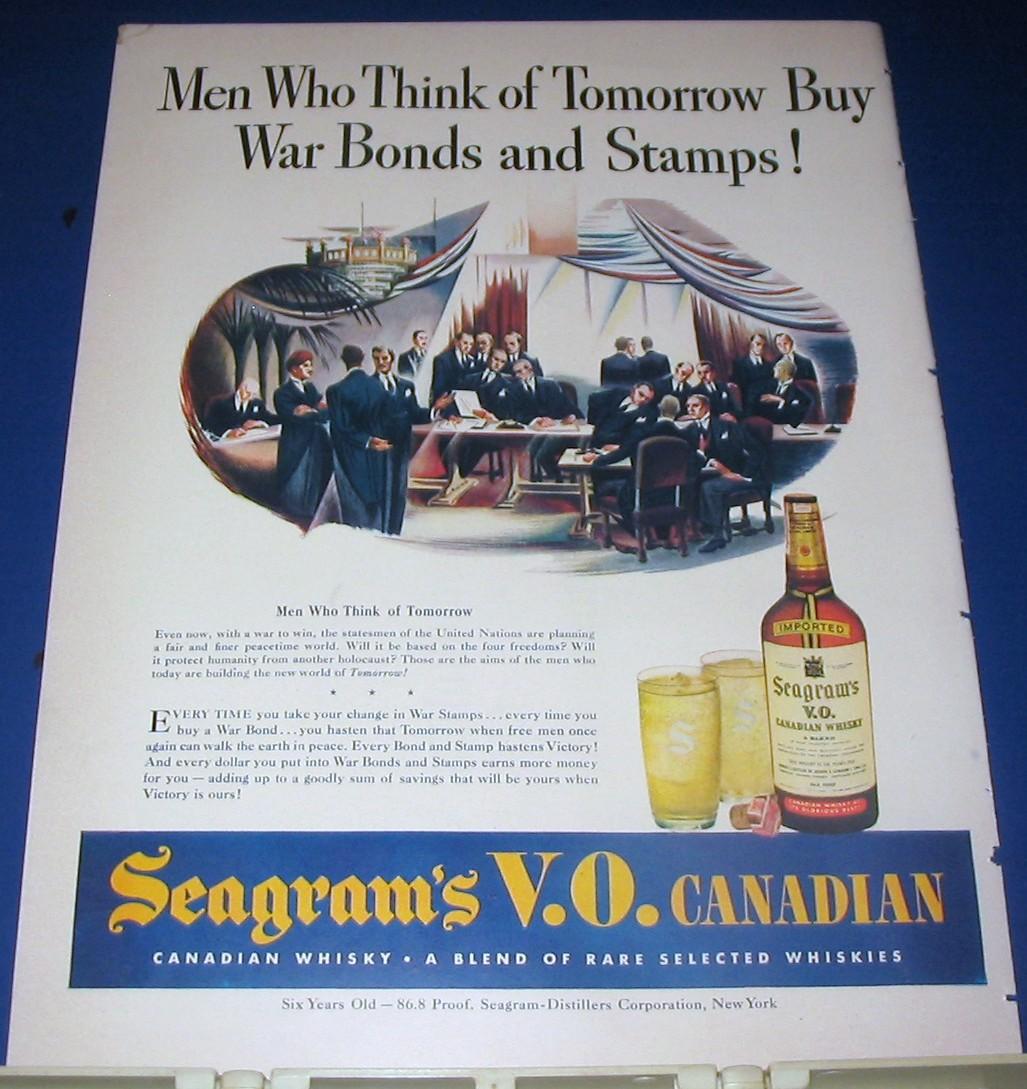 Men Who Think of Tomorrow Buy
War Bonds and Stamps!
Men Who Think of Tomorrow
Even now, with a war to win, the statesmen of the United Nations are planning
a fair and finer peacetime world. Will it be based on the four freedoms? Will
it protect humanity from another holocaust? Those are the aims of the men who
today are building the new world of Tomorrow!
★ ★ ★
EVERY TIME you take your change in War Stamps...every time you
buy a War Bond...you hasten that Tomorrow when free men once
again can walk the earth in peace. Every Bond and Stamp hastens Victory!
And every dollar you put into War Bonds and Stamps earns more money
for you — adding up to a goodly sum of savings that will be yours when
Victory is ours!
IMPORTED
Seagram's
V.O.
CANADIAN WHISKY
A BLEND
CANADIAN WHISKY AT
ITS GLORIOUS BEST
Seagram's V.O. CANADIAN
CANADIAN WHISKY • A BLEND OF RARE SELECTED WHISKIES
Six Years Old — 86.8 Proof. Seagram-Distillers Corporation, New York